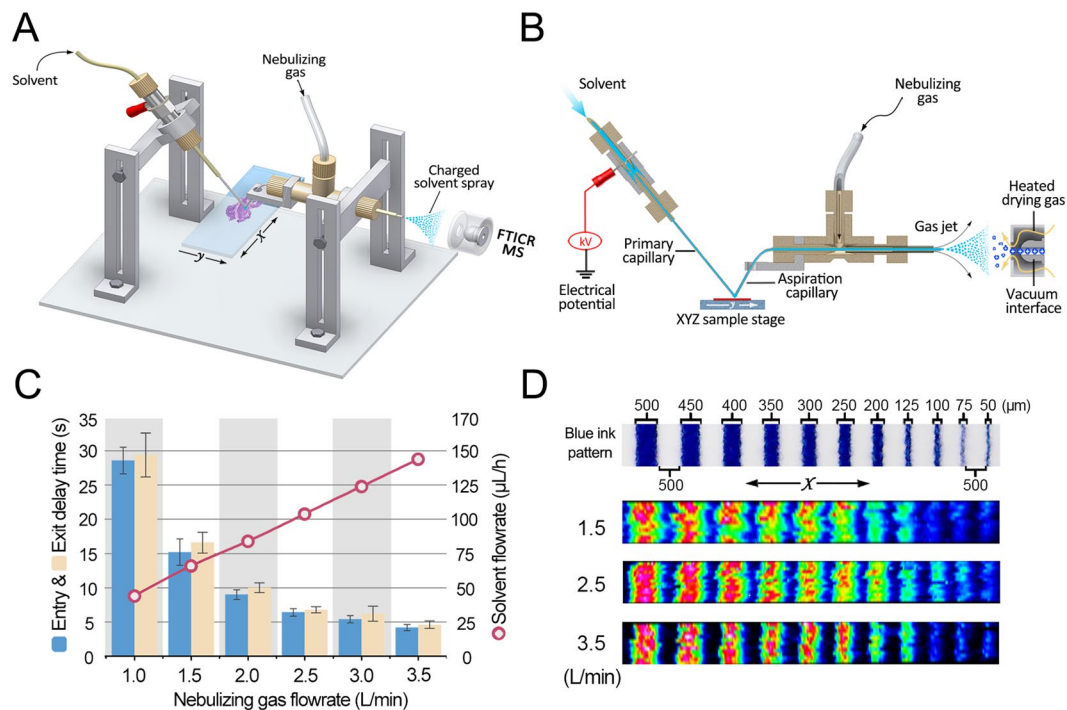 A
Solvent
Nebulizing
gas
Charged
solvent spray
FTICR
MS
y
x
B
Solvent
Nebulizing
gas
Heated
drying gas
Gas jet
kV
Primary
capillary
Aspiration
capillary
Electrical
potential
y
XYZ sample stage
Vacuum
interface
C
Entry & Exit delay time (s)
35
30
25
20
15
10
5
0
170
150
125
100
75
50
25
0
Solvent flowrate (µL/h)
1.0 1.5 2.0 2.5 3.0 3.5
Nebulizing gas flowrate (L/min)
D
500 450 400 350 300 250 200 125 100 75 50 (µm)
Blue ink
pattern
500 x 500
1.5
2.5
3.5
(L/min)